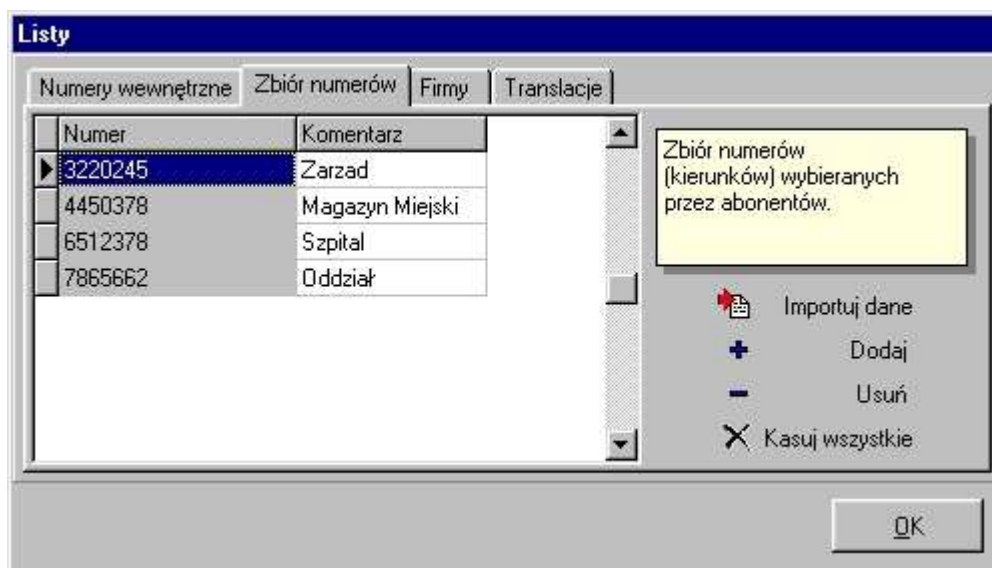 Listy
Numery wewnętrzne Zbiór numerów Firmy Translacje
Numer Komentarz
3220245 Zarzad
4450378 Magazyn Miejski
6512378 Szpital
7865662 Oddział
Zbiór numerów
(kierunków) wybieranych
przez abonentów.
Importuj dane
Dodaj
Usuń
Kasuj wszystkie
OK